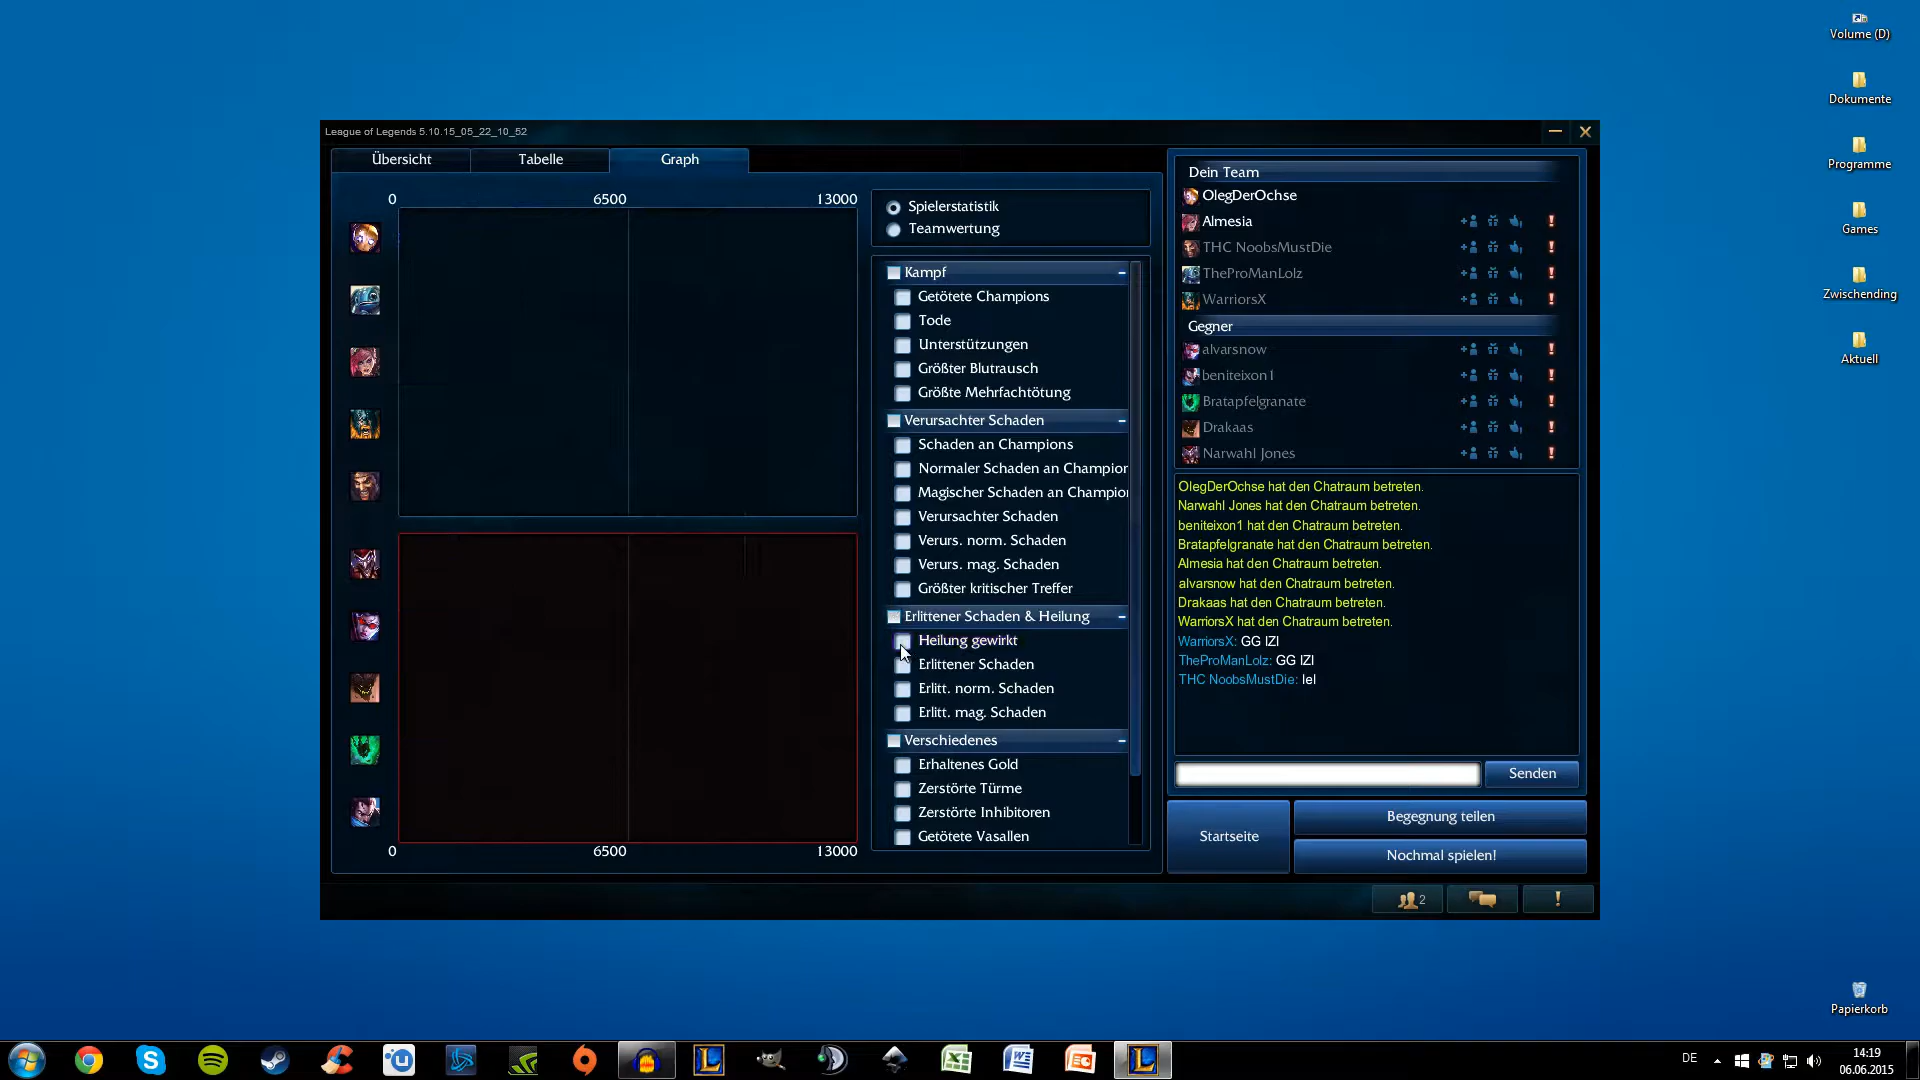 Volume (D)
Dokumente
Programme
Games
Zwischending
Aktuell
Papierkorb
League of Legends 5.10.15_05_22_10_52
Übersicht
Tabelle
Graph
0 6500 13000
0 6500 13000
Spielerstatistik
Teamwertung
Kampf
Getötete Champions
Tode
Unterstützungen
Größter Blutrausch
Größte Mehrfachtötung
Verursachter Schaden
Schaden an Champions
Normaler Schaden an Champion
Magischer Schaden an Champio
Verursachter Schaden
Verurs. norm. Schaden
Verurs. mag. Schaden
Größter kritischer Treffer
Erlittener Schaden & Heilung
Heilung gewirkt
Erlittener Schaden
Erlitt. norm. Schaden
Erlitt. mag. Schaden
Verschiedenes
Erhaltenes Gold
Zerstörte Türme
Zerstörte Inhibitoren
Getötete Vasallen
Dein Team
OlegDerOchse
Almesia
THC NoobsMustDie
TheProManLolz
WarriorsX
Gegner
alvarsnow
beniteixon1
Bratapfelgranate
Drakaas
Narwahl Jones
OlegDerOchse hat den Chatraum betreten.
Narwahl Jones hat den Chatraum betreten.
beniteixon1 hat den Chatraum betreten.
Bratapfelgranate hat den Chatraum betreten.
Almesia hat den Chatraum betreten.
alvarsnow hat den Chatraum betreten.
Drakaas hat den Chatraum betreten.
WarriorsX hat den Chatraum betreten.
WarriorsX: GG IZI
TheProManLolz: GG IZI
THC NoobsMustDie: lel
Senden
Startseite
Begegnung teilen
Nochmal spielen!
2
DE
14:19
06.06.2015